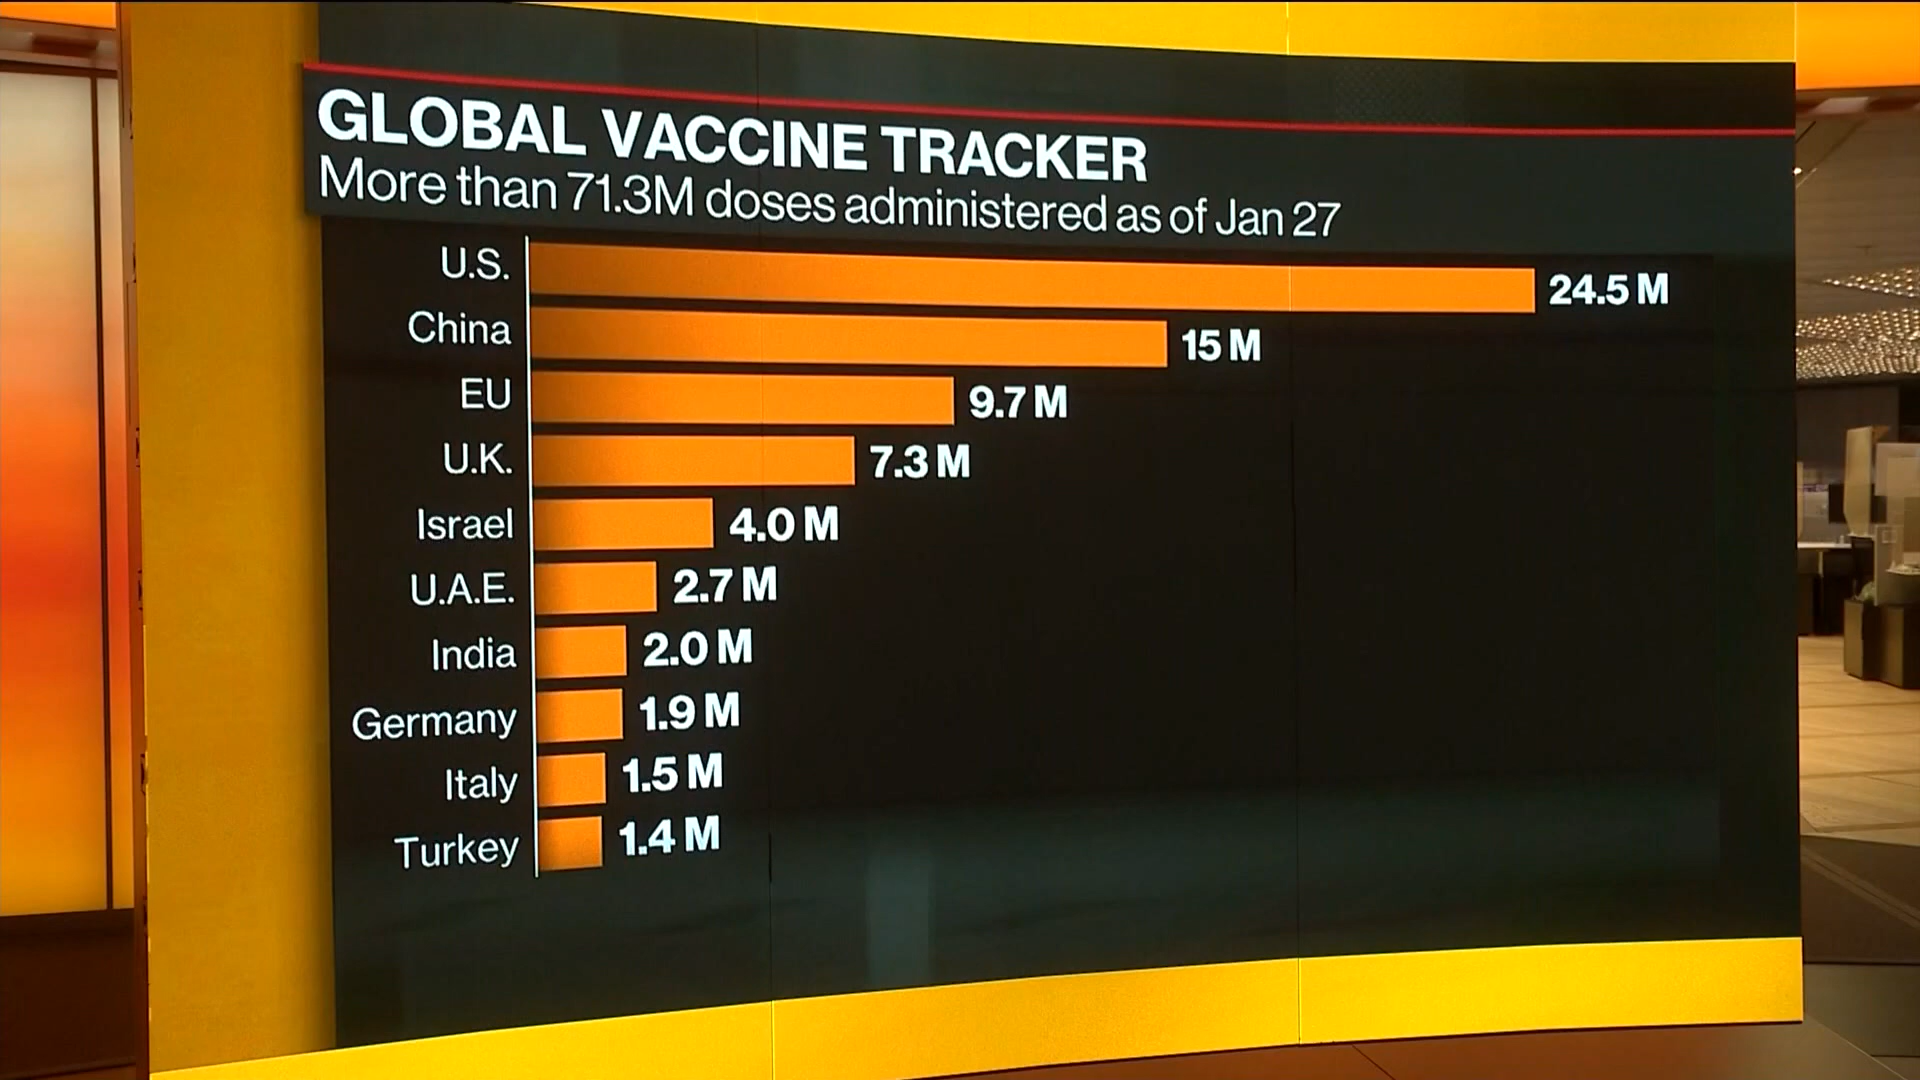 GLOBAL VACCINE TRACKER
More than 71.3M doses administered as of Jan 27
U.S. 24.5 M
China 15 M
EU 9.7 M
U.K. 7.3 M
Israel 4.0 M
U.A.E. 2.7 M
India 2.0 M
Germany 1.9 M
Italy 1.5 M
Turkey 1.4 M